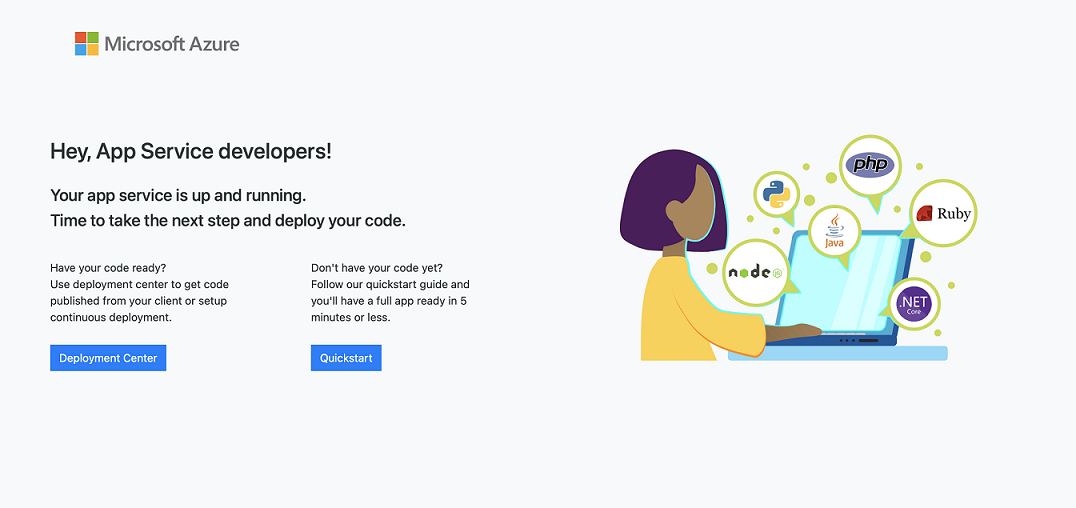 Microsoft Azure
Hey, App Service developers!
Your app service is up and running.
Time to take the next step and deploy your code.
Have your code ready?
Use deployment center to get code
published from your client or setup
continuous deployment.
Deployment Center
Don't have your code yet?
Follow our quickstart guide and
you'll have a full app ready in 5
minutes or less.
Quickstart
php
Ruby
Java
node JS
.NET
Core